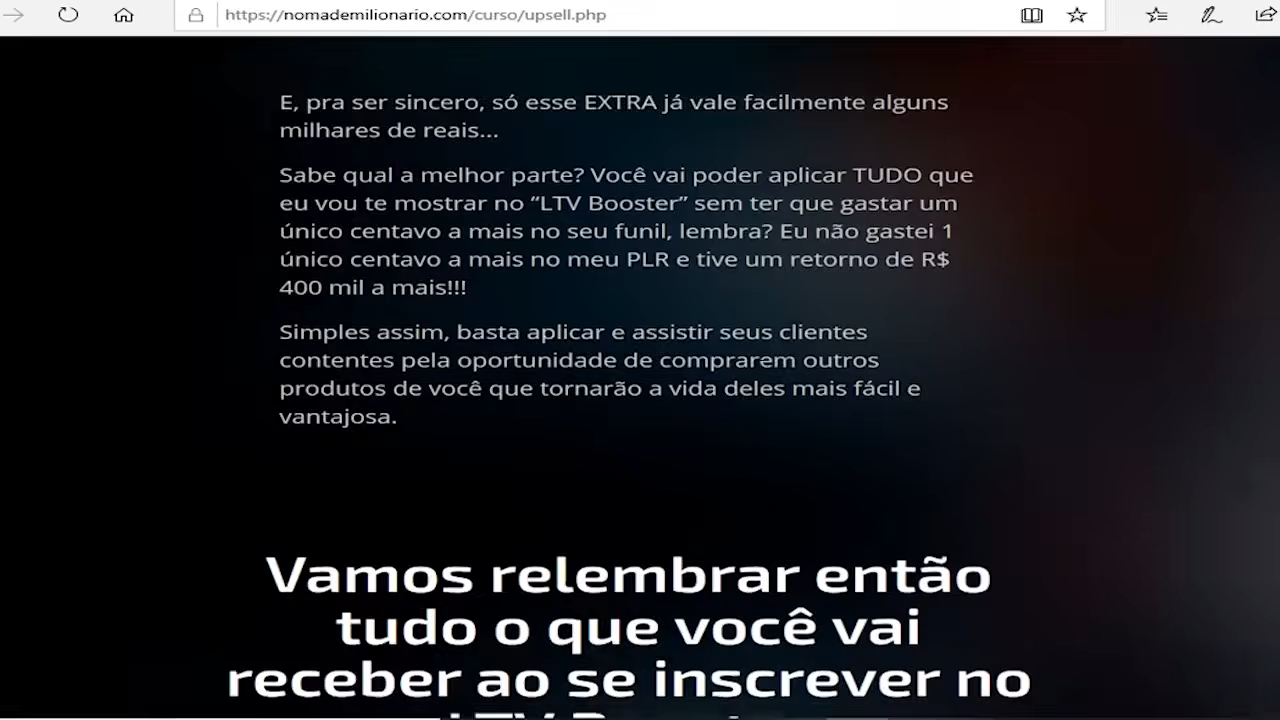 https://nomademilionario.com/curso/upsell.php
E, pra ser sincero, só esse EXTRA já vale facilmente alguns
milhares de reais...
Sabe qual a melhor parte? Você vai poder aplicar TUDO que
eu vou te mostrar no “LTV Booster” sem ter que gastar um
único centavo a mais no seu funil, lembra? Eu não gastei 1
único centavo a mais no meu PLR e tive um retorno de R$
400 mil a mais!!!
Simples assim, basta aplicar e assistir seus clientes
contentes pela oportunidade de comprarem outros
produtos de você que tornarão a vida deles mais fácil e
vantajosa.
Vamos relembrar então
tudo o que você vai
receber ao se inscrever no